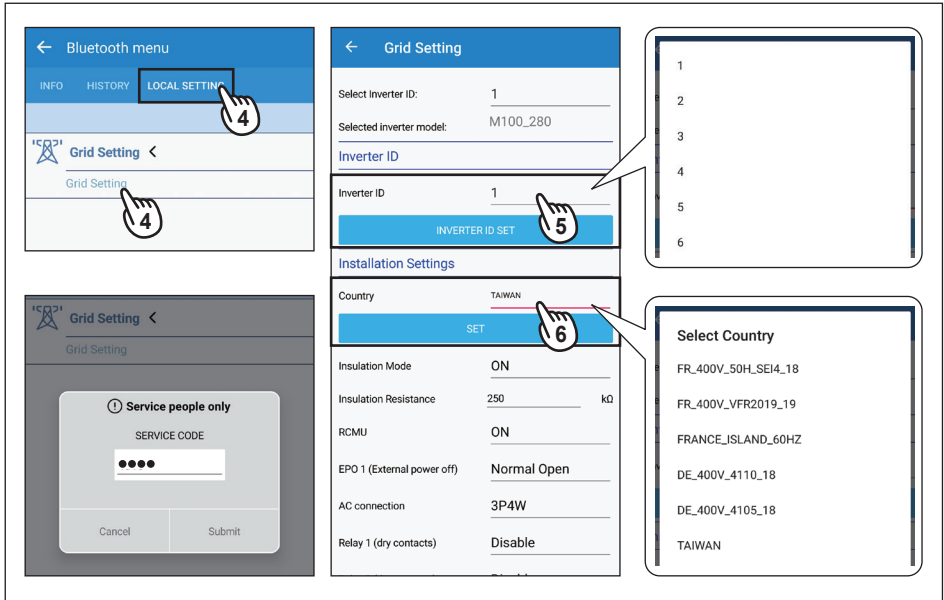 Bluetooth menu
INFO HISTORY LOCAL SETTING
4
Grid Setting
Grid Setting
4
Grid Setting
Grid Setting
Service people only
SERVICE CODE
Cancel Submit
Grid Setting
Select Inverter ID: 1
Selected inverter model: M100_280
Inverter ID
Inverter ID 1
5
INVERTER ID SET
Installation Settings
Country TAIWAN
6
SET
Insulation Mode ON
Insulation Resistance 250 kΩ
RCMU ON
EPO 1 (External power off) Normal Open
AC connection 3P4W
Relay 1 (dry contacts) Disable
1
2
3
4
5
6
Select Country
FR_400V_50H_SEI4_18
FR_400V_VFR2019_19
FRANCE_ISLAND_60HZ
DE_400V_4110_18
DE_400V_4105_18
TAIWAN